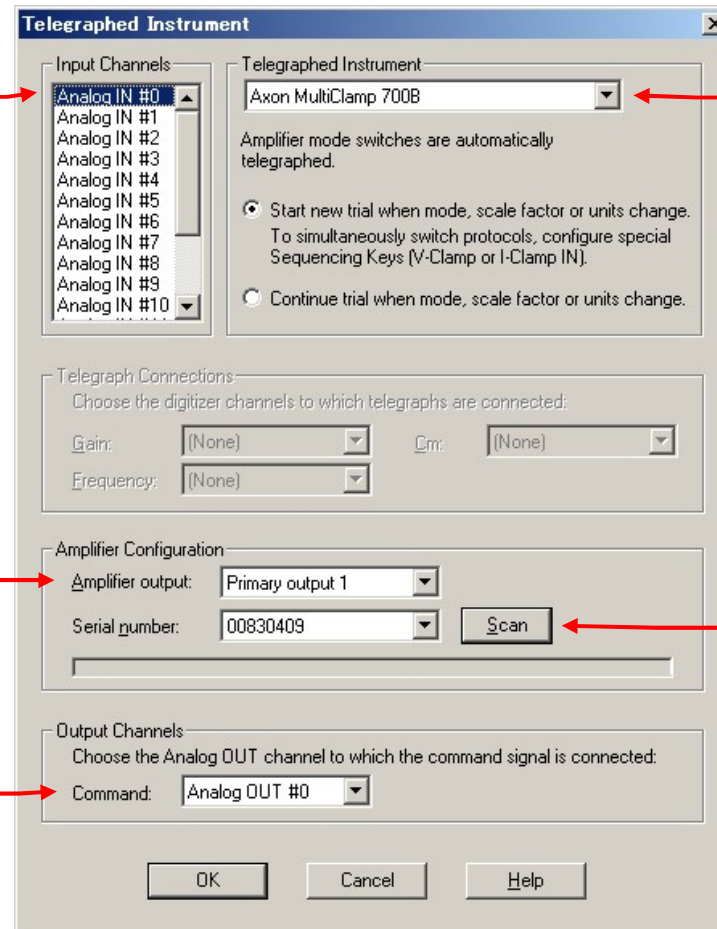 Telegraphed Instrument
Input Channels
Analog IN #0
Analog IN #1
Analog IN #2
Analog IN #3
Analog IN #4
Analog IN #5
Analog IN #6
Analog IN #7
Analog IN #8
Analog IN #9
Analog IN #10
Telegraphed Instrument
Axon MultiClamp 700B
Amplifier mode switches are automatically
telegraphed.
Start new trial when mode, scale factor or units change.
To simultaneously switch protocols, configure special
Sequencing Keys (V-Clamp or I-Clamp IN).
Continue trial when mode, scale factor or units change.
Telegraph Connections
Choose the digitizer channels to which telegraphs are connected:
Gain: (None) Cm: (None)
Frequency: (None)
Amplifier Configuration
Amplifier output: Primary output 1
Serial number: 00830409 Scan
Output Channels
Choose the Analog OUT channel to which the command signal is connected:
Command: Analog OUT #0
OK Cancel Help